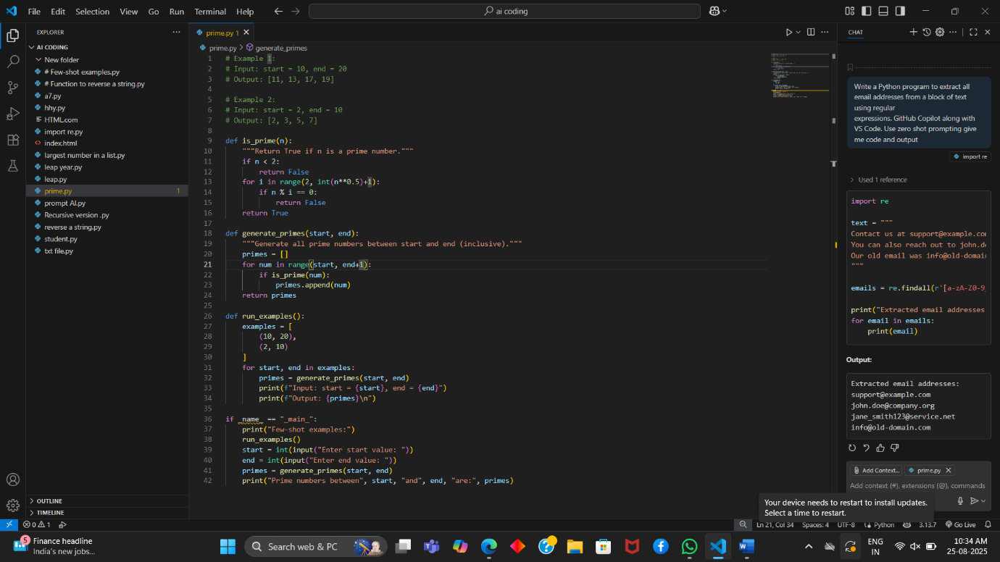 File Edit Selection View Go Run Terminal Help
ai coding
EXPLORER
AI CODING
New folder
# Few-shot examples.py
# Function to reverse a string.py
a7.py
hhy.py
HTML.com
import re.py
index.html
largest number in a list.py
leap year.py
leap.py
prime.py 1
prompt AI.py
Recursive version .py
reverse a string.py
student.py
txt file.py
OUTLINE
TIMELINE
prime.py 1
prime.py > generate_primes
1 # Example 1:
2 # Input: start = 10, end = 20
3 # Output: [11, 13, 17, 19]
4
5 # Example 2:
6 # Input: start = 2, end = 10
7 # Output: [2, 3, 5, 7]
8
9 def is_prime(n):
10 """Return True if n is a prime number."""
11 if n < 2:
12 return False
13 for i in range(2, int(n**0.5)+1):
14 if n % i == 0:
15 return False
16 return True
17
18 def generate_primes(start, end):
19 """Generate all prime numbers between start and end (inclusive)."""
20 primes = []
21 for num in range(start, end+1):
22 if is_prime(num):
23 primes.append(num)
24 return primes
25
26 def run_examples():
27 examples = [
28 (10, 20),
29 (2, 10)
30 ]
31 for start, end in examples:
32 primes = generate_primes(start, end)
33 print(f"Input: start = {start}, end = {end}")
34 print(f"Output: {primes}\n")
35
36 if _name_ == "_main_":
37 print("Few-shot examples:")
38 run_examples()
39 start = int(input("Enter start value: "))
40 end = int(input("Enter end value: "))
41 primes = generate_primes(start, end)
42 print("Prime numbers between", start, "and", end, "are:", primes)
CHAT
Write a Python program to extract all
email addresses from a block of text
using regular
expressions. GitHub Copilot along with
VS Code. Use zero shot prompting give
me code and output
import re
Used 1 reference
import re
text = """
Contact us at support@example.co
You can also reach out to john.d
Our old email was info@old-domai
"""
emails = re.findall(r'[a-zA-Z0-9_
print("Extracted email addresses
for email in emails:
print(email)
Output:
Extracted email addresses:
support@example.com
john.doe@company.org
jane_smith123@service.net
info@old-domain.com
Add Context... prime.py
Add context (#), extensions (@), commands
Your device needs to restart to install updates.
Select a time to restart.
0 1
Ln 21, Col 34 Spaces: 4 UTF-8 Python 3.13.7 Go Live
5
Finance headline
India's new jobs...
Search web & PC
ENG
IN
10:34 AM
25-08-2025